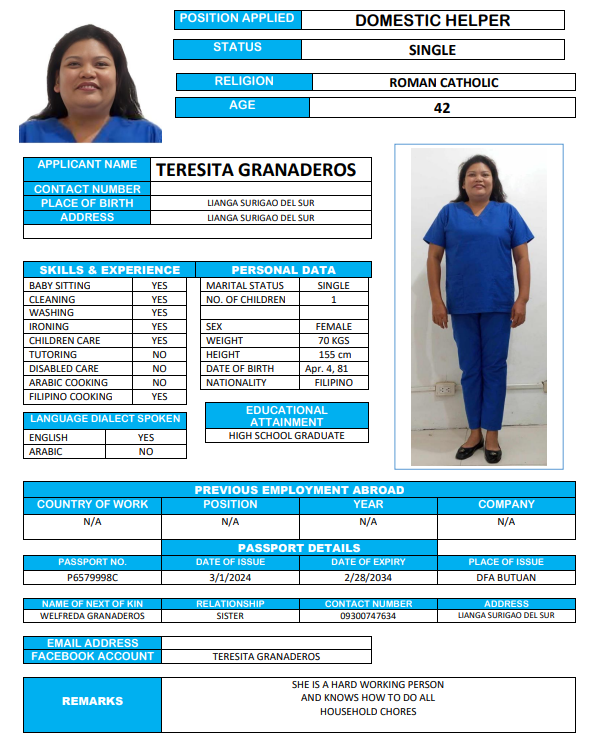 POSITION APPLIED DOMESTIC HELPER
STATUS SINGLE
RELIGION ROMAN CATHOLIC
AGE 42
APPLICANT NAME TERESITA GRANADEROS
CONTACT NUMBER
PLACE OF BIRTH LIANGA SURIGAO DEL SUR
ADDRESS LIANGA SURIGAO DEL SUR
SKILLS & EXPERIENCE PERSONAL DATA
BABY SITTING YES MARITAL STATUS SINGLE
CLEANING YES NO. OF CHILDREN 1
WASHING YES
IRONING YES SEX FEMALE
CHILDREN CARE YES WEIGHT 70 KGS
TUTORING NO HEIGHT 155 cm
DISABLED CARE NO DATE OF BIRTH Apr. 4, 81
ARABIC COOKING NO NATIONALITY FILIPINO
FILIPINO COOKING YES
LANGUAGE DIALECT SPOKEN
ENGLISH YES
ARABIC NO
EDUCATIONAL
ATTAINMENT
HIGH SCHOOL GRADUATE
PREVIOUS EMPLOYMENT ABROAD
COUNTRY OF WORK POSITION YEAR COMPANY
N/A N/A N/A N/A
PASSPORT DETAILS
PASSPORT NO. DATE OF ISSUE DATE OF EXPIRY PLACE OF ISSUE
P6579998C 3/1/2024 2/28/2034 DFA BUTUAN
NAME OF NEXT OF KIN RELATIONSHIP CONTACT NUMBER ADDRESS
WELFREDA GRANADEROS SISTER 09300747634 LIANGA SURIGAO DEL SUR
EMAIL ADDRESS
FACEBOOK ACCOUNT TERESITA GRANADEROS
REMARKS
SHE IS A HARD WORKING PERSON
AND KNOWS HOW TO DO ALL
HOUSEHOLD CHORES